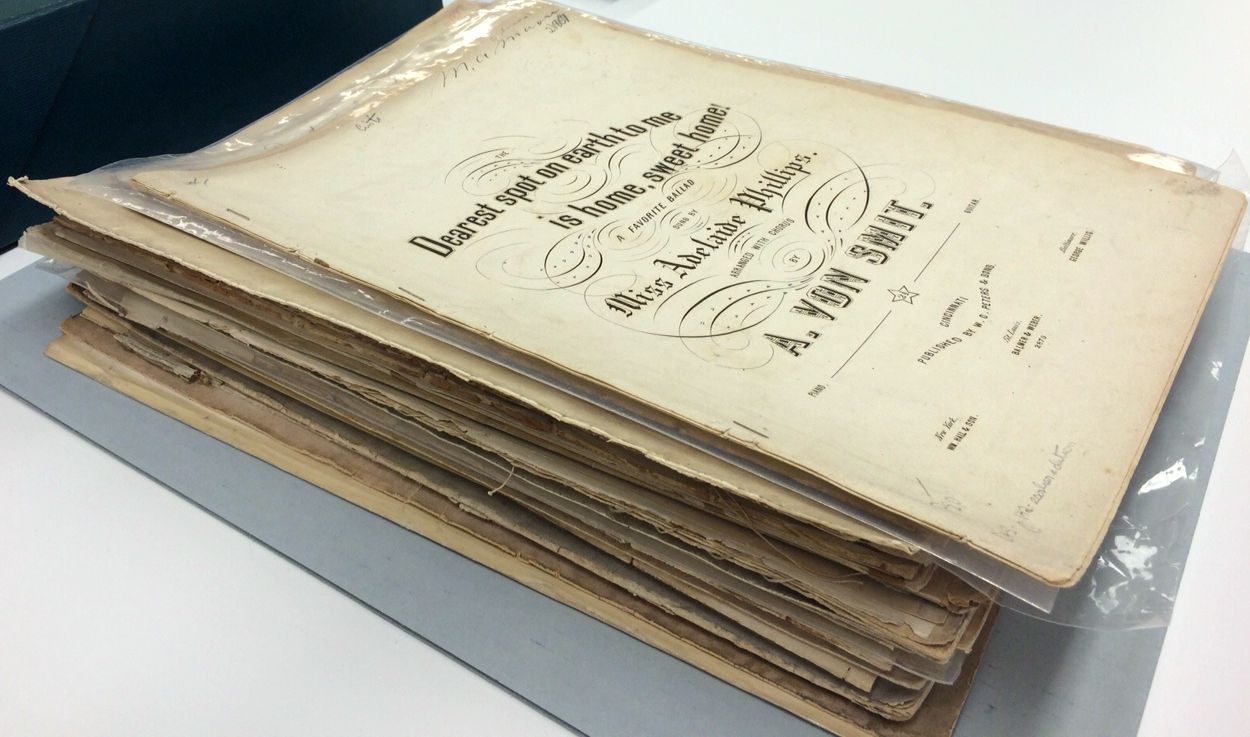 THE
Dearest spot on earth to me
is home, sweet home!
A FAVORITE BALLAD
SUNG BY
Miss Adelaide Phillips.
ARRANGED WITH CHORUS
BY
A. VON SMIT.
PIANO.
GUITAR.
CINCINNATI
PUBLISHED BY W. C. PETERS & SONS.
New York,
WM. HALL & SON.
St Louis,
BALMER & WEBER.
Baltimore,
GEORGE WILLIG.
2870